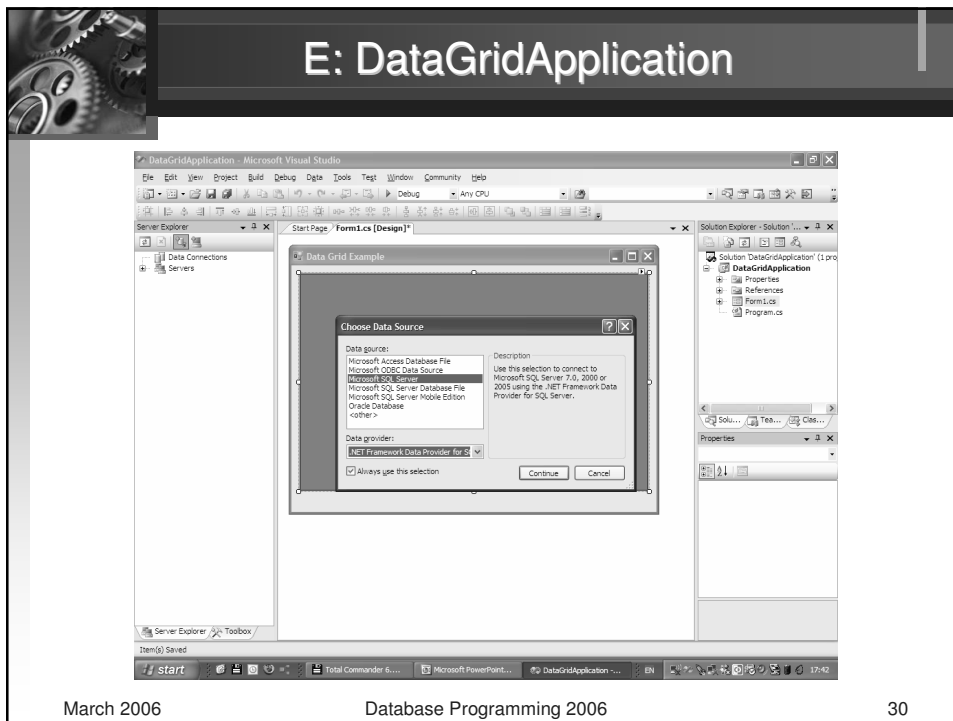 E: DataGridApplication
DataGridApplication - Microsoft Visual Studio
File Edit View Project Build Debug Data Tools Test Window Community Help
Debug Any CPU
Server Explorer
Data Connections
Servers
Start Page Form1.cs [Design]*
Data Grid Example
Choose Data Source
Data source:
Microsoft Access Database File
Microsoft ODBC Data Source
Microsoft SQL Server
Microsoft SQL Server Database File
Microsoft SQL Server Mobile Edition
Oracle Database
<other>
Description
Use this selection to connect to
Microsoft SQL Server 7.0, 2000 or
2005 using the .NET Framework Data
Provider for SQL Server.
Data provider:
.NET Framework Data Provider for S
Always use this selection
Continue Cancel
Solution Explorer - Solution '...
Solution 'DataGridApplication' (1 pro
DataGridApplication
Properties
References
Form1.cs
Program.cs
Solu... Tea... Clas...
Properties
Server Explorer Toolbox
Item(s) Saved
start Total Commander 6.... Microsoft PowerPoint... DataGridApplication -... EN 17:42
March 2006 Database Programming 2006 30